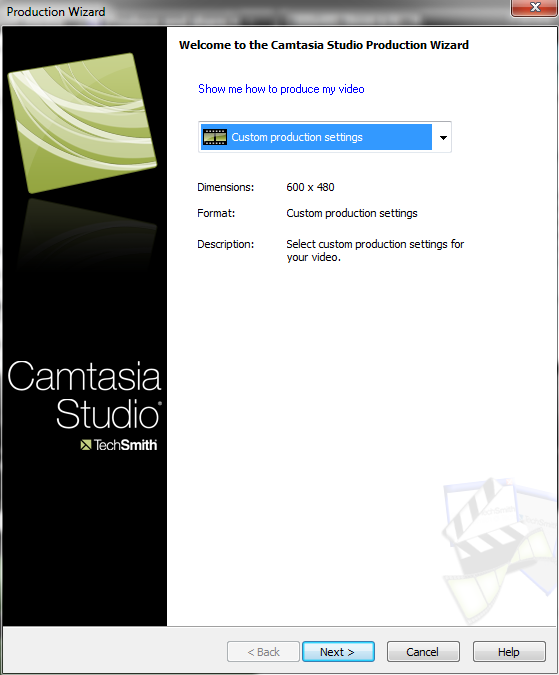 Production Wizard
Welcome to the Camtasia Studio Production Wizard
Show me how to produce my video
Custom production settings
Dimensions: 600 x 480
Format: Custom production settings
Description: Select custom production settings for
your video.
Camtasia
Studio®
TechSmith
< Back Next > Cancel Help